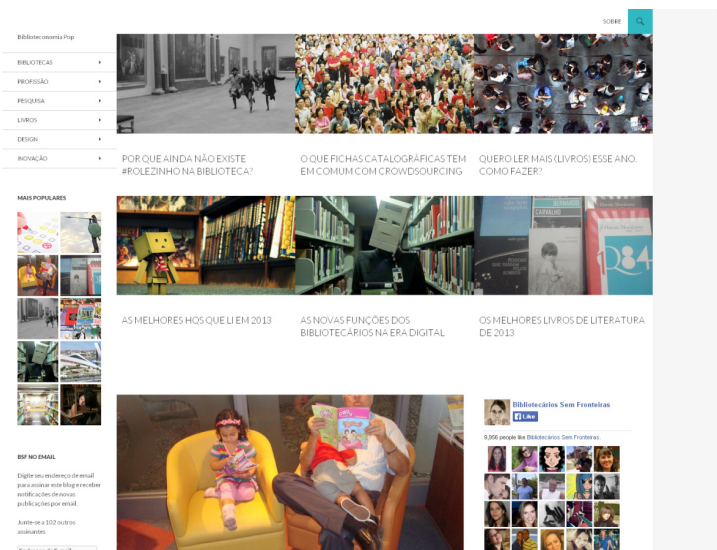 SOBRE
Biblioteconomia Pop
BIBLIOTECAS
PROFISSÃO
PESQUISA
LIVROS
DESIGN
INOVAÇÃO
POR QUE AINDA NÃO EXISTE
#ROLEZINHO NA BIBLIOTECA?
O QUE FICHAS CATALOGRÁFICAS TEM
EM COMUM COM CROWDSOURCING
QUERO LER MAIS (LIVROS) ESSE ANO.
COMO FAZER?
MAIS POPULARES
BERNARDO
CARVALHO
1Q84
AS MELHORES HQS QUE LI EM 2013
AS NOVAS FUNÇÕES DOS
BIBLIOTECÁRIOS NA ERA DIGITAL
OS MELHORES LIVROS DE LITERATURA
DE 2013
Bibliotecários Sem Fronteiras
Like
9,956 people like Bibliotecários Sem Fronteiras.
BSF NO EMAIL
Digite seu endereço de email
para assinar este blog e receber
notificações de novas
publicações por email.
Junte-se a 102 outros
assinantes